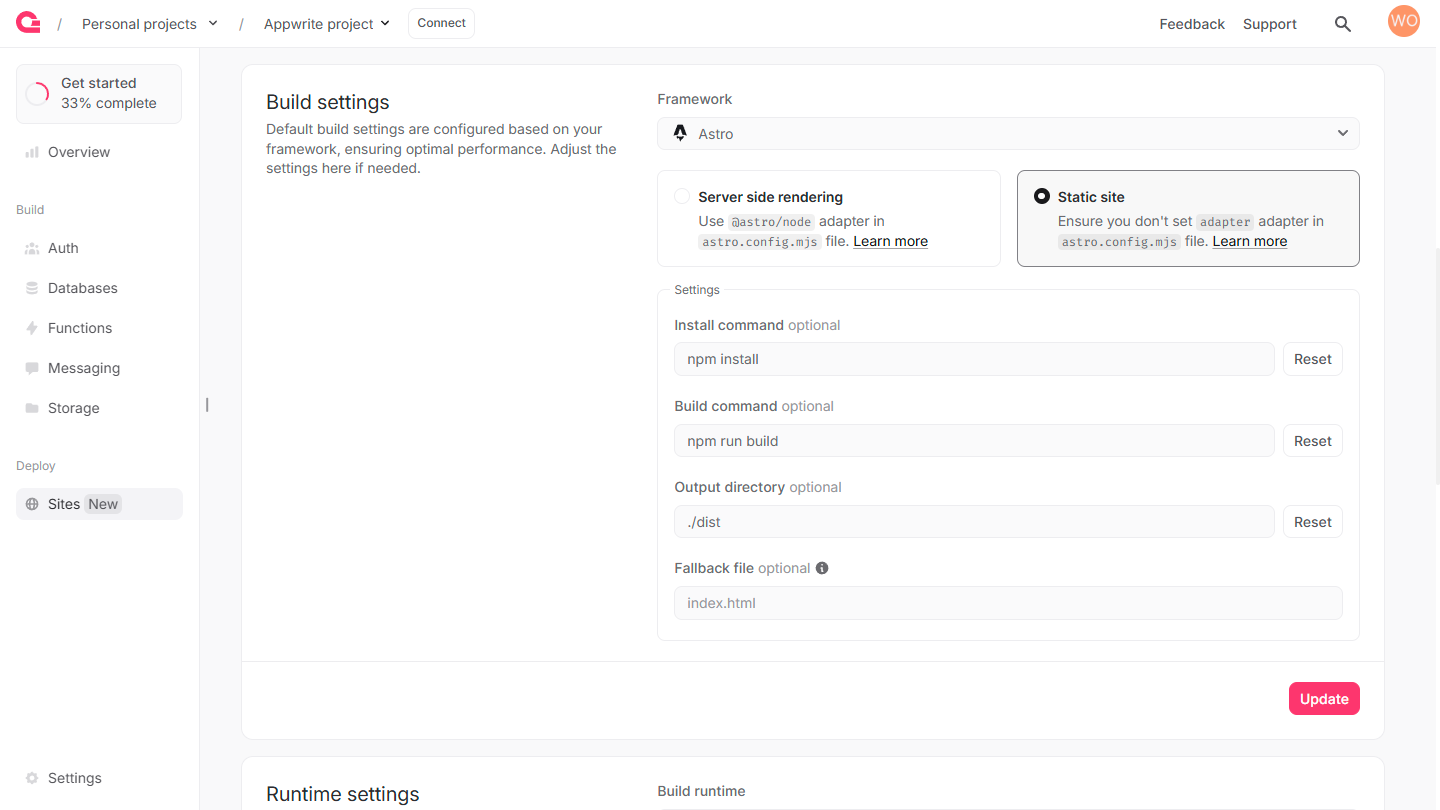 / Personal projects / Appwrite project Connect Feedback Support WO
Get started
33% complete
Overview
Build
Auth
Databases
Functions
Messaging
Storage
Deploy
Sites New
Settings
Build settings
Default build settings are configured based on your
framework, ensuring optimal performance. Adjust the
settings here if needed.
Framework
Astro
Server side rendering
Use @astro/node adapter in
astro.config.mjs file. Learn more
Static site
Ensure you don't set adapter adapter in
astro.config.mjs file. Learn more
Settings
Install command optional
npm install Reset
Build command optional
npm run build Reset
Output directory optional
./dist Reset
Fallback file optional
index.html
Update
Runtime settings
Build runtime